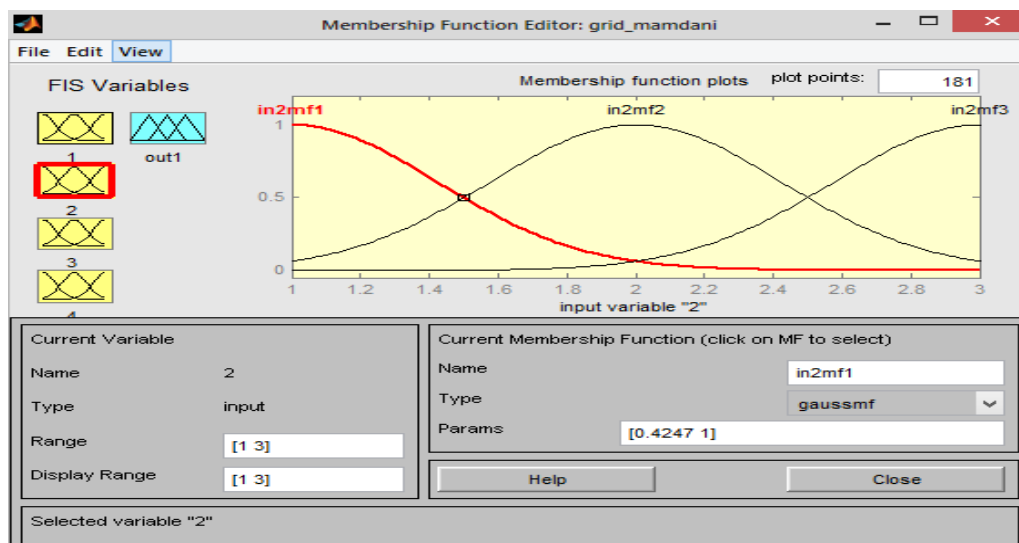 Membership Function Editor: grid_mamdani
File Edit View
FIS Variables
Membership function plots plot points: 181
in2mf1 in2mf2 in2mf3
1
0.5
0
1 1.2 1.4 1.6 1.8 2 2.2 2.4 2.6 2.8 3
input variable "2"
1 out1
2
3
Current Variable
Name 2
Type input
Range [1 3]
Display Range [1 3]
Current Membership Function (click on MF to select)
Name in2mf1
Type gaussmf
Params [0.4247 1]
Help Close
Selected variable "2"